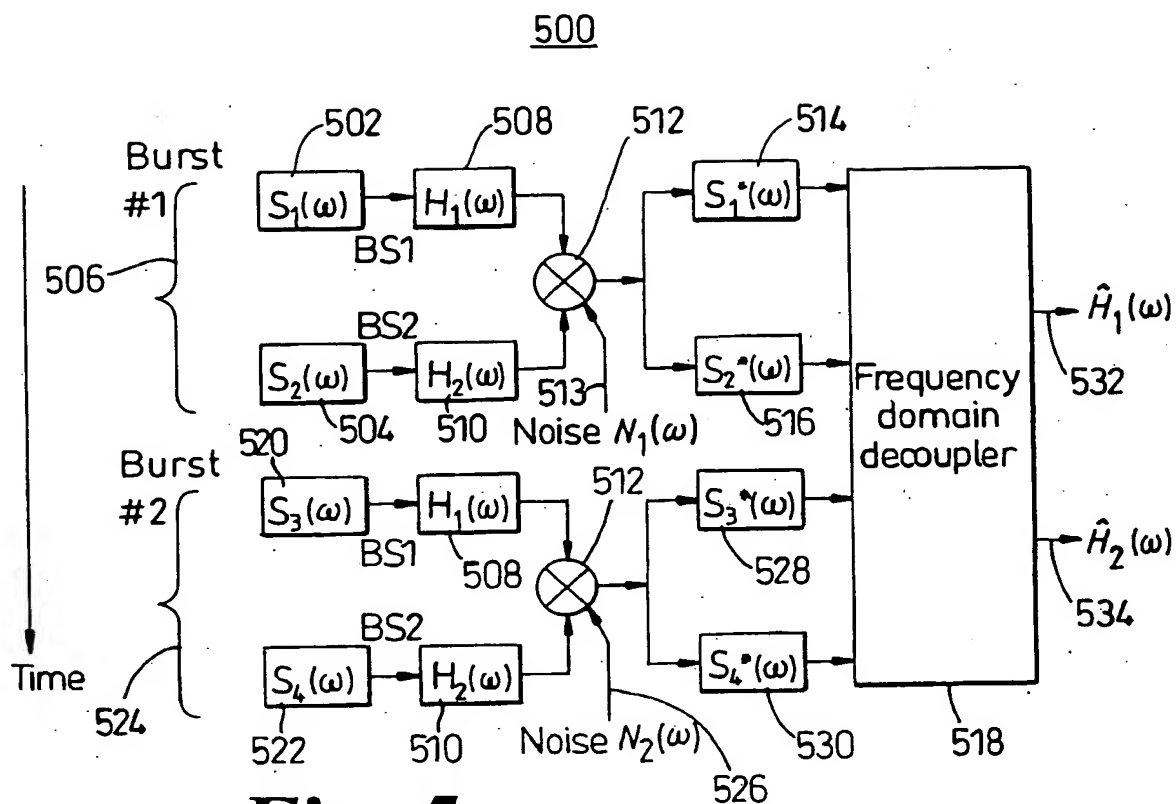 500
502
508
512
514
Burst
#1
S₁(ω)
H₁(ω)
S₁*(ω)
BS1
506
BS2
S₂(ω)
H₂(ω)
S₂*(ω)
513
504
510
Noise N₁(ω)
516
Frequency
domain
decoupler
Ĥ₁(ω)
532
520
Burst
#2
S₃(ω)
H₁(ω)
512
S₃*(ω)
BS1
508
528
Ĥ₂(ω)
534
BS2
S₄(ω)
H₂(ω)
S₄*(ω)
Time
524
522
510
Noise N₂(ω)
526
530
518